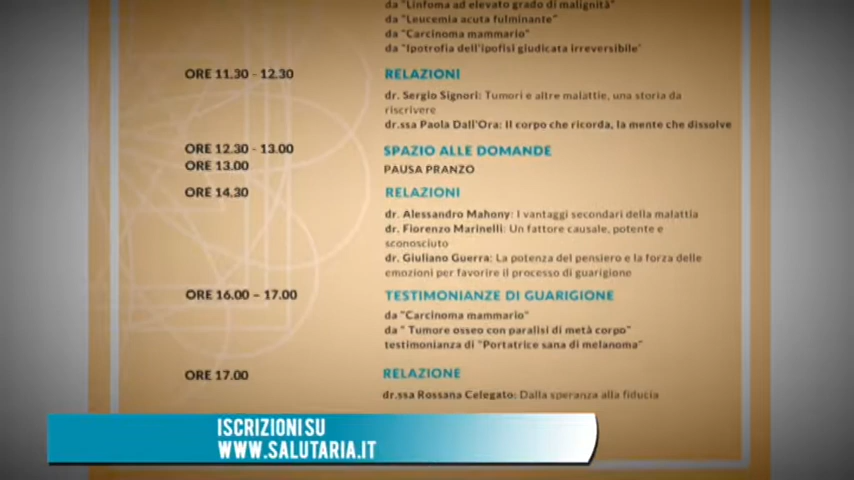 da "Linfoma ad elevato grado di malignità"
da "Leucemia acuta fulminante"
da "Carcinoma mammario"
da "Ipotrofia dell'ipofisi giudicata irreversibile"
ORE 11.30 - 12.30 RELAZIONI
dr. Sergio Signori: Tumori e altre malattie, una storia da
riscrivere
dr.ssa Paola Dall'Ora: Il corpo che ricorda, la mente che dissolve
ORE 12.30 - 13.00 SPAZIO ALLE DOMANDE
ORE 13.00 PAUSA PRANZO
ORE 14.30 RELAZIONI
dr. Alessandro Mahony: I vantaggi secondari della malattia
dr. Fiorenzo Marinelli: Un fattore causale, potente e
sconosciuto
dr. Giuliano Guerra: La potenza del pensiero e la forza delle
emozioni per favorire il processo di guarigione
ORE 16.00 – 17.00 TESTIMONIANZE DI GUARIGIONE
da "Carcinoma mammario"
da " Tumore osseo con paralisi di metà corpo"
testimonianza di "Portatrice sana di melanoma"
ORE 17.00 RELAZIONE
dr.ssa Rossana Celegato: Dalla speranza alla fiducia
ISCRIZIONI SU
WWW.SALUTARIA.IT